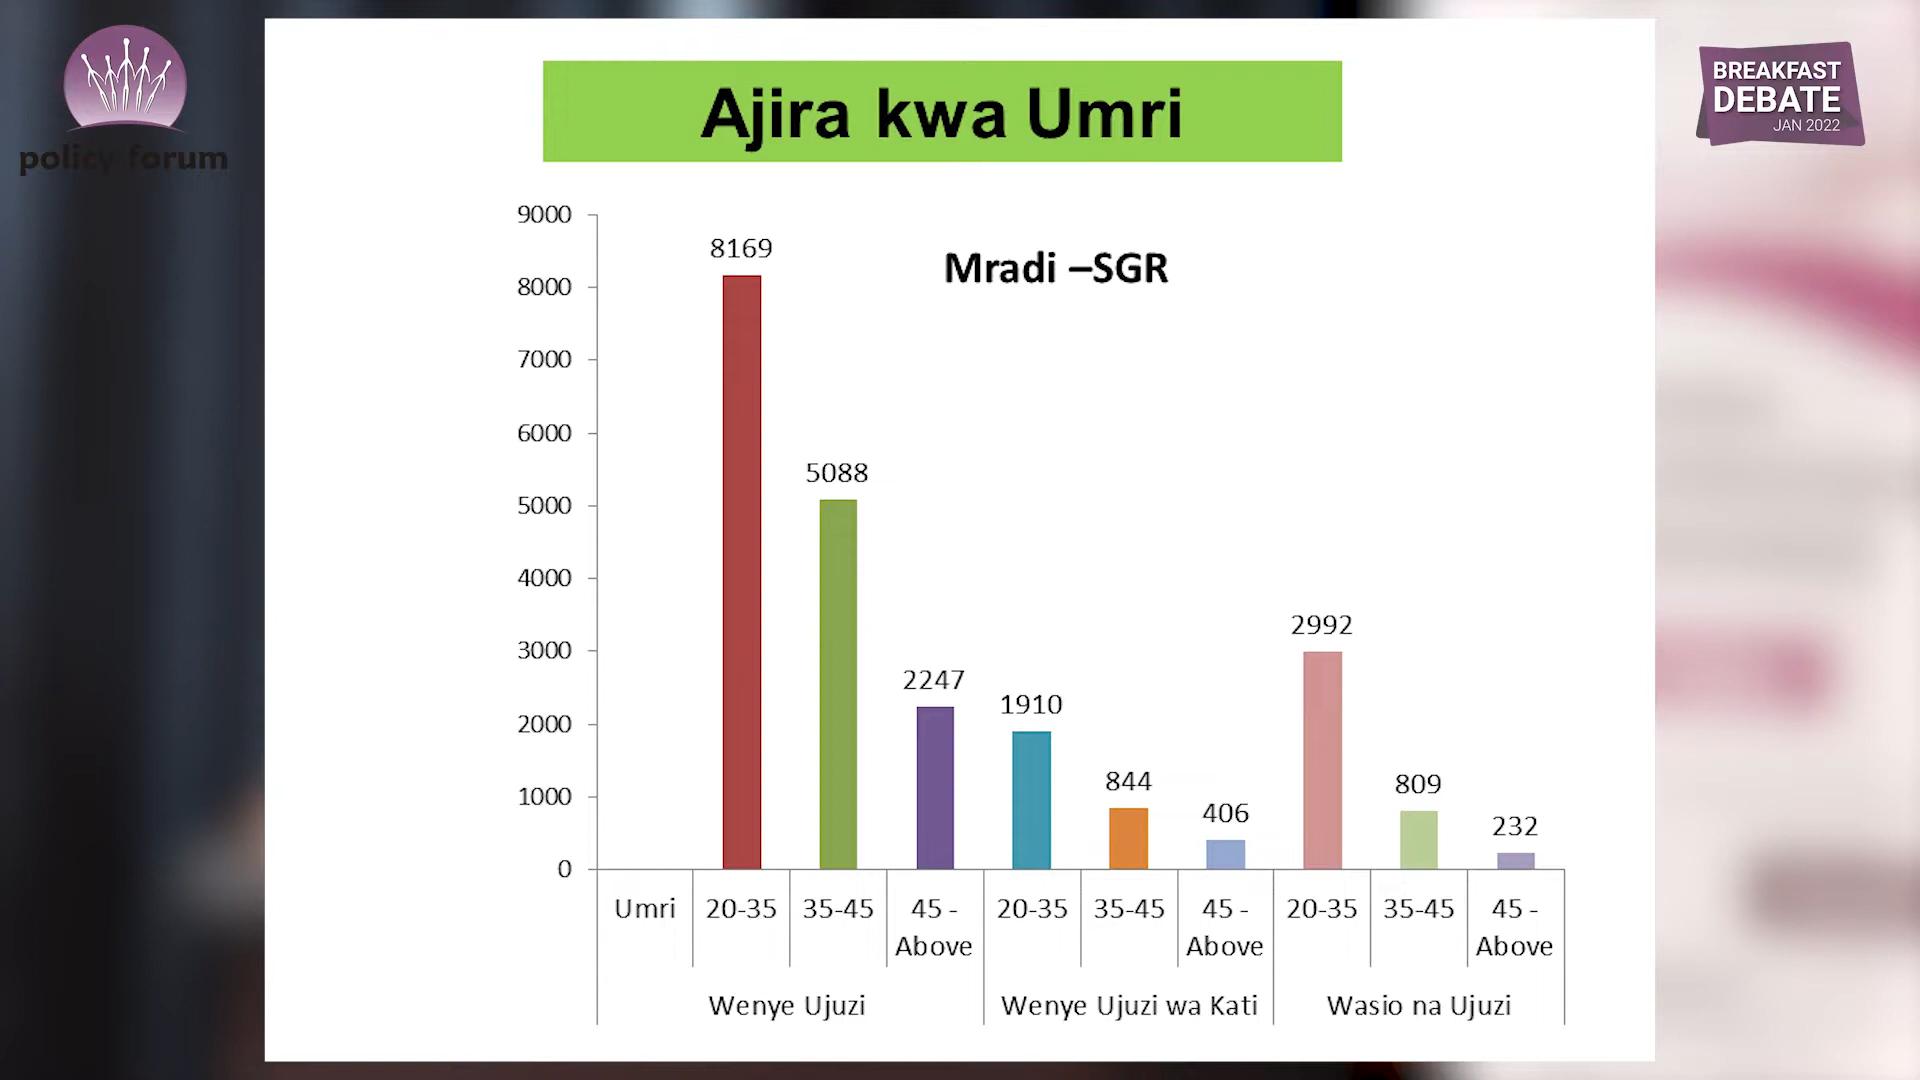 policy forum
BREAKFAST
DEBATE
JAN 2022
Ajira kwa Umri
Mradi –SGR
9000
8000
7000
6000
5000
4000
3000
2000
1000
0
8169
5088
2247
1910
844
406
2992
809
232
Umri 20-35 35-45 45 - Above 20-35 35-45 45 - Above 20-35 35-45 45 - Above
Wenye Ujuzi Wenye Ujuzi wa Kati Wasio na Ujuzi